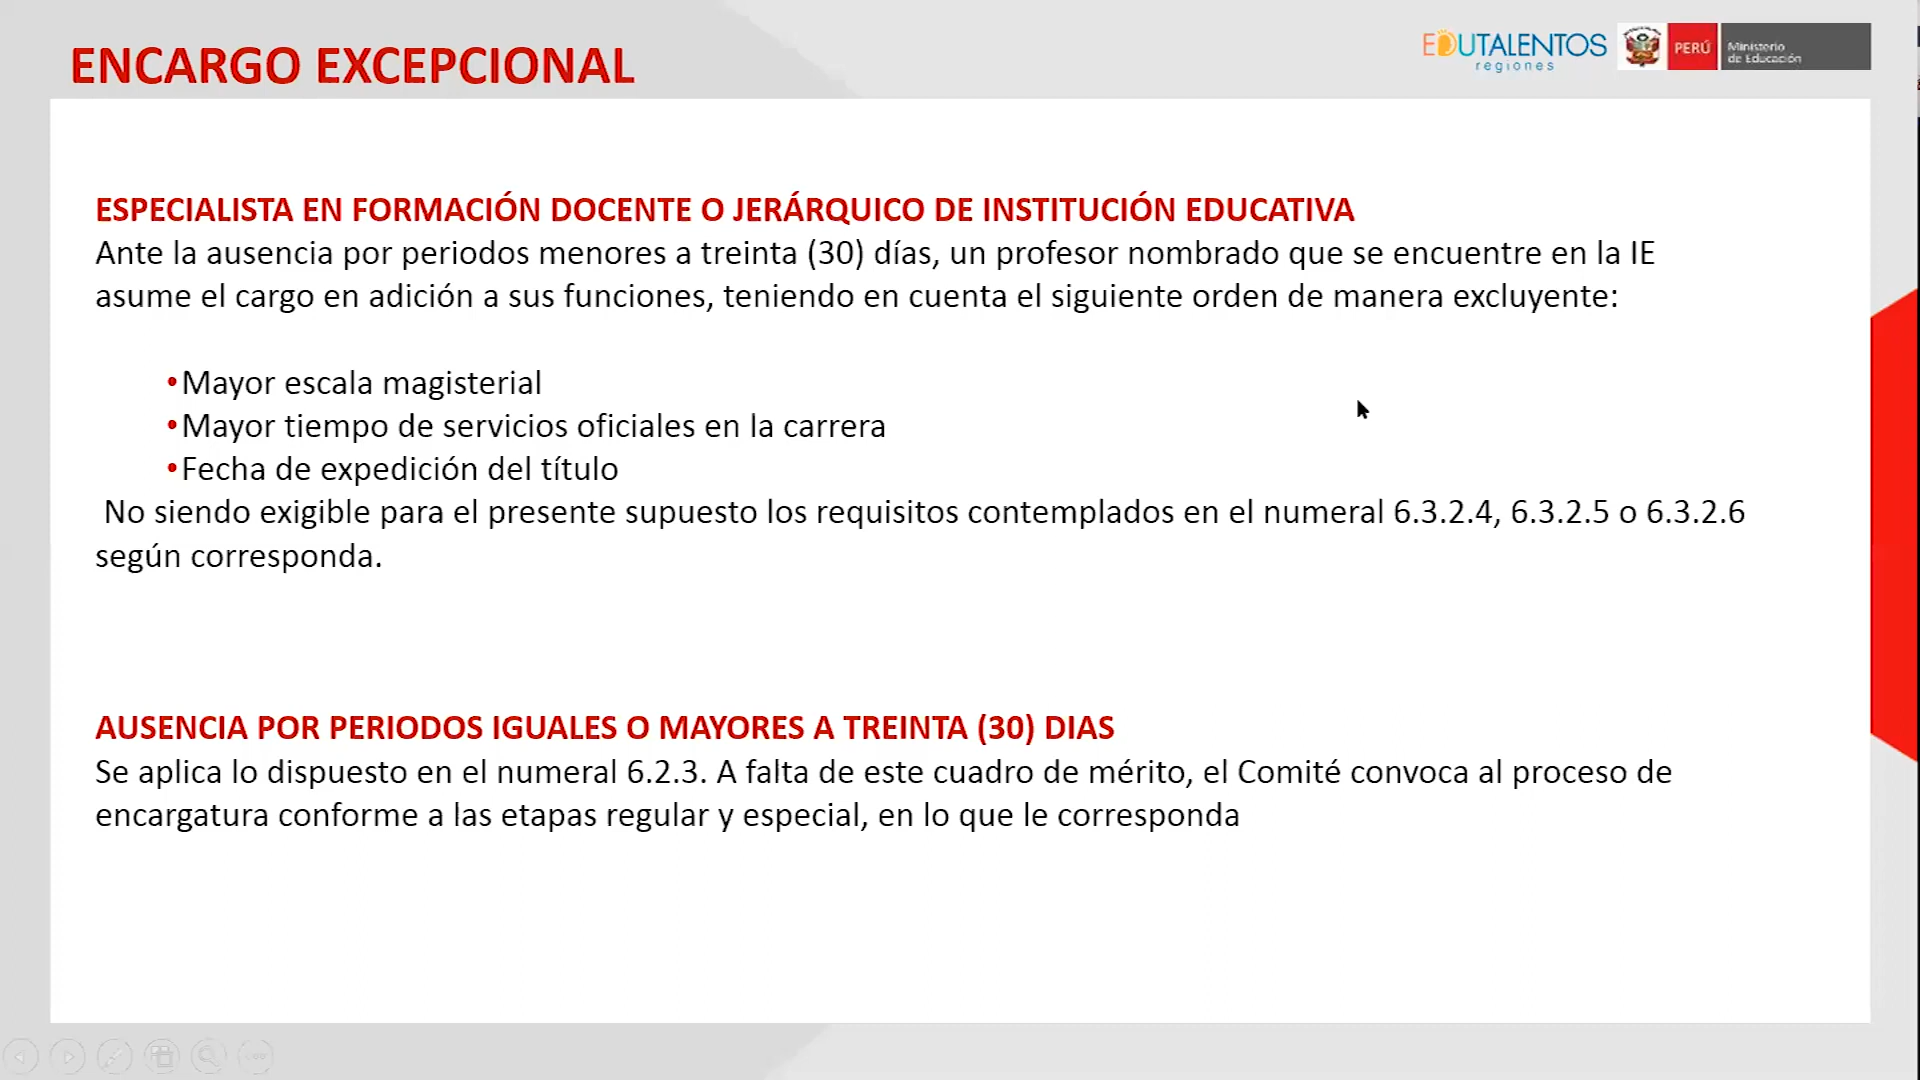 ENCARGO EXCEPCIONAL
EDUTALENTOS
regiones
PERÚ
Ministerio
de Educación
ESPECIALISTA EN FORMACIÓN DOCENTE O JERÁRQUICO DE INSTITUCIÓN EDUCATIVA
Ante la ausencia por periodos menores a treinta (30) días, un profesor nombrado que se encuentre en la IE
asume el cargo en adición a sus funciones, teniendo en cuenta el siguiente orden de manera excluyente:
•Mayor escala magisterial
•Mayor tiempo de servicios oficiales en la carrera
•Fecha de expedición del título
No siendo exigible para el presente supuesto los requisitos contemplados en el numeral 6.3.2.4, 6.3.2.5 o 6.3.2.6
según corresponda.
AUSENCIA POR PERIODOS IGUALES O MAYORES A TREINTA (30) DIAS
Se aplica lo dispuesto en el numeral 6.2.3. A falta de este cuadro de mérito, el Comité convoca al proceso de
encargatura conforme a las etapas regular y especial, en lo que le corresponda